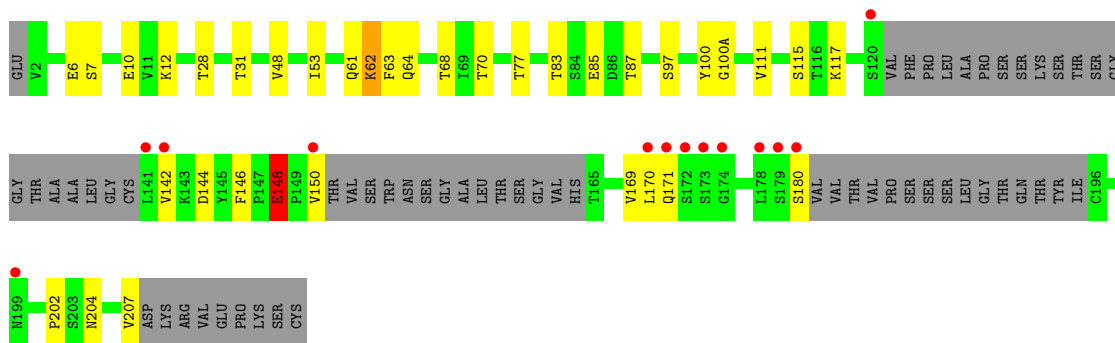 GLU V2 E6 S7 E10 V11 K12 T28 T31 V48 I53 Q61 K62 F63 Q64 T68 I69 T70 T77 T83 S84 E85 D86 T87 S97 Y100 G100A V111 S115 T116 K117 S120 VAL PHE PRO LEU ALA PRO SER SER LYS SER THR SER GLY
GLY THR ALA ALA LEU GLY CYS L141 V142 K143 D144 Y145 F146 P147 E148 P149 V150 THR VAL SER TRP ASN SER GLY ALA LEU THR SER GLY VAL HIS T165 V169 L170 Q171 S172 S173 G174 L178 S179 S180 VAL VAL THR VAL PRO SER SER SER LEU GLY THR GLN THR TYR ILE C196
N199 P202 S203 N204 V207 ASP LYS ARG VAL GLU PRO LYS SER CYS